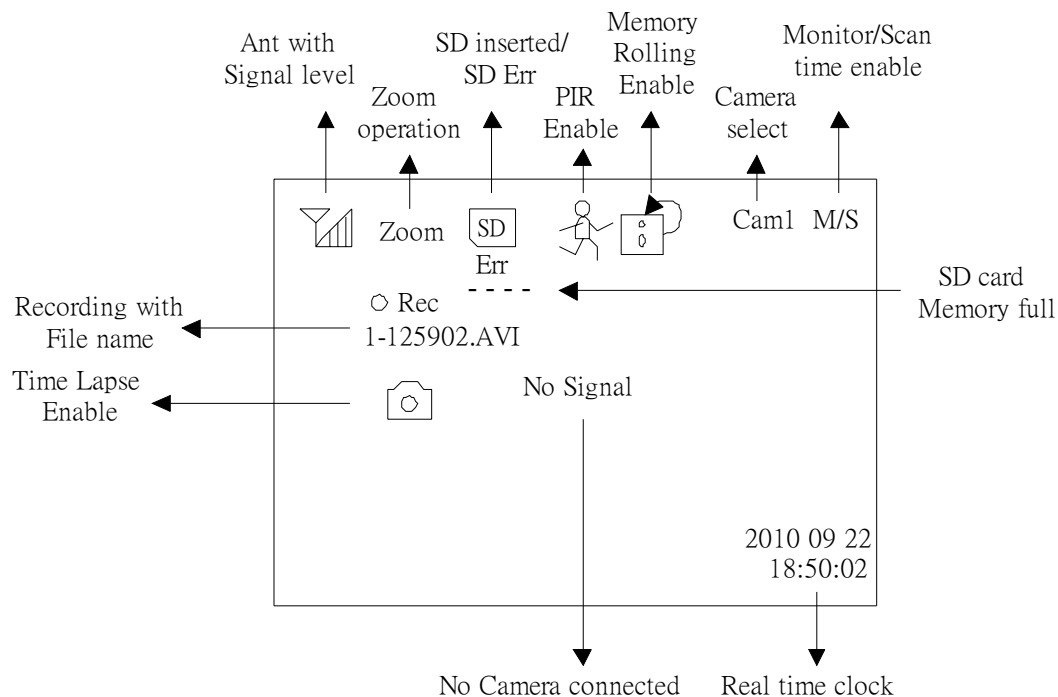 Ant with
Signal level
Zoom
operation
SD inserted/
SD Err
PIR
Enable
Memory
Rolling
Enable
Camera
select
Monitor/Scan
time enable
Zoom
SD
Err
Cam1
M/S
- - - -
SD card
Memory full
Rec
1-125902.AVI
Recording with
File name
Time Lapse
Enable
No Signal
2010 09 22
18:50:02
No Camera connected
Real time clock